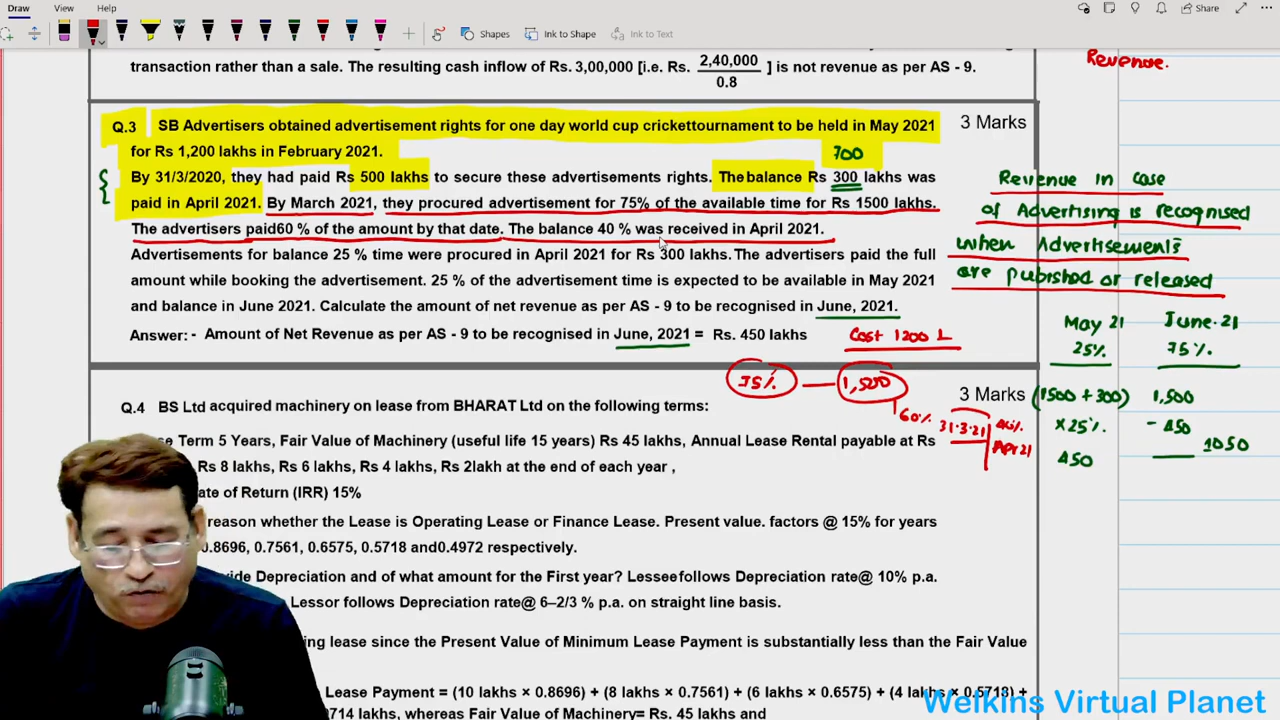 Draw View Help
Shapes Ink to Shape Ink to Text Share
transaction rather than a sale. The resulting cash inflow of Rs. 3,00,000 [i.e. Rs. 2,40,000 / 0.8 ] is not revenue as per AS - 9.
Revenue.
Q.3 SB Advertisers obtained advertisement rights for one day world cup crickettournament to be held in May 2021 3 Marks
for Rs 1,200 lakhs in February 2021.
700
By 31/3/2020, they had paid Rs 500 lakhs to secure these advertisements rights. The balance Rs 300 lakhs was
paid in April 2021. By March 2021, they procured advertisement for 75% of the available time for Rs 1500 lakhs.
The advertisers paid60 % of the amount by that date. The balance 40 % was received in April 2021.
Advertisements for balance 25 % time were procured in April 2021 for Rs 300 lakhs. The advertisers paid the full
amount while booking the advertisement. 25 % of the advertisement time is expected to be available in May 2021
and balance in June 2021. Calculate the amount of net revenue as per AS - 9 to be recognised in June, 2021.
Answer: - Amount of Net Revenue as per AS - 9 to be recognised in June, 2021 = Rs. 450 lakhs
Cost 1200 L
Revenue in case
of Advertising is recognised
when Advertisements
are published or released
May 21 June.21
25% 75%
(1500 + 300) 1,500
x25% - 450
450 1050
75% — 1,500
60% 31.3.21 40% Apr 21
3 Marks
Q.4 BS Ltd acquired machinery on lease from BHARAT Ltd on the following terms:
Term 5 Years, Fair Value of Machinery (useful life 15 years) Rs 45 lakhs, Annual Lease Rental payable at Rs
Rs 8 lakhs, Rs 6 lakhs, Rs 4 lakhs, Rs 2lakh at the end of each year ,
ate of Return (IRR) 15%
reason whether the Lease is Operating Lease or Finance Lease. Present value. factors @ 15% for years
0.8696, 0.7561, 0.6575, 0.5718 and0.4972 respectively.
Depreciation and of what amount for the First year? Lesseefollows Depreciation rate@ 10% p.a.
Lessor follows Depreciation rate@ 6–2/3 % p.a. on straight line basis.
lease since the Present Value of Minimum Lease Payment is substantially less than the Fair Value
Lease Payment = (10 lakhs × 0.8696) + (8 lakhs × 0.7561) + (6 lakhs × 0.6575) + (4 lakhs × 0.5718) +
0714 lakhs, whereas Fair Value of Machinery= Rs. 45 lakhs and
Welkins Virtual Planet